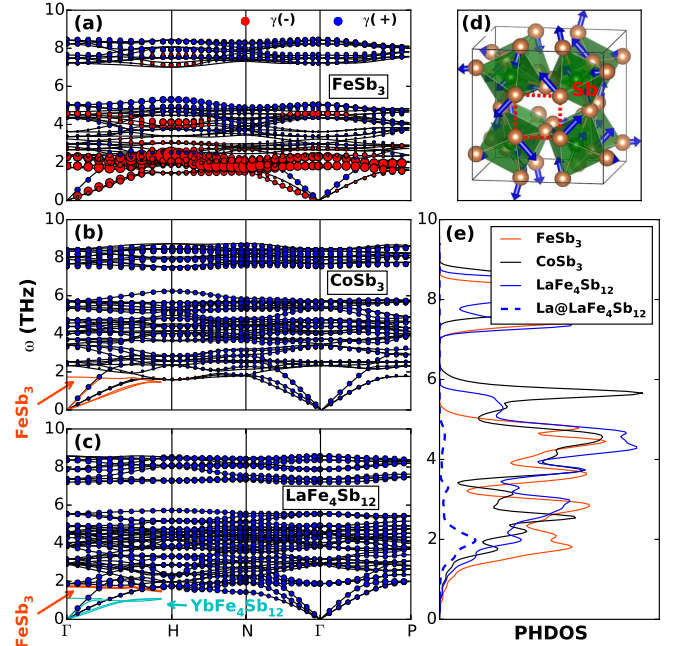 (a)
γ(-)
γ(+)
FeSb₃
10
8
6
4
2
0
(b)
CoSb₃
10
8
6
4
2
0
ω (THz)
FeSb₃
(c)
LaFe₄Sb₁₂
10
8
6
4
2
0
FeSb₃
YbFe₄Sb₁₂
Γ
H
N
Γ
P
(d)
Sb
(e)
FeSb₃
CoSb₃
LaFe₄Sb₁₂
La@LaFe₄Sb₁₂
10
8
6
4
2
0
PHDOS